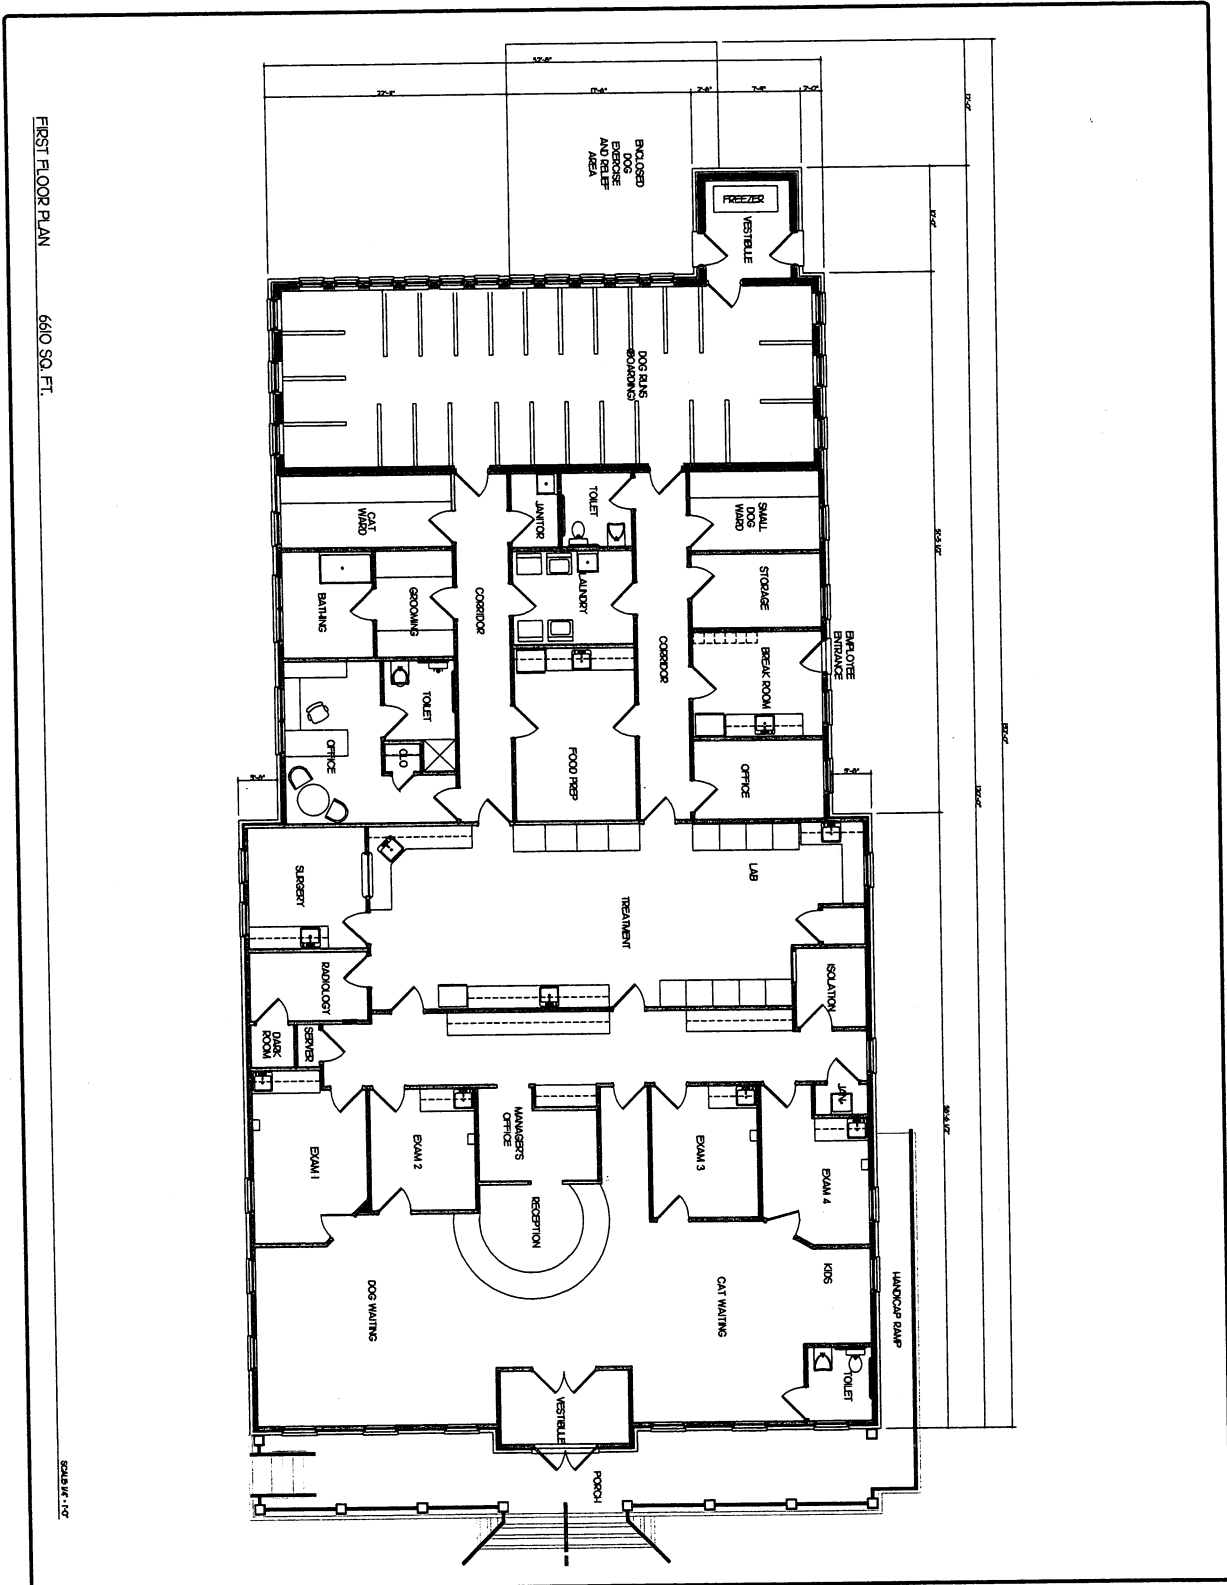 FIRST FLOOR PLAN 6610 SQ. FT.
ENCLOSED
DOG
EXERCISE
AND RELIEF
AREA
FREEZER
VESTIBULE
DOG RUNS
(BOARDING)
CAT
WARD
JANITOR
TOILET
SMALL
DOG
WARD
BATHING
GROOMING
CORRIDOR
LAUNDRY
CORRIDOR
STORAGE
BREAK ROOM
EMPLOYEE
ENTRANCE
OFFICE
TOILET
CLO
FOOD PREP
OFFICE
SURGERY
TREATMENT
LAB
RADIOLOGY
ISOLATION
DARK
ROOM
SERVER
JAN.
EXAM 1
EXAM 2
MANAGER'S
OFFICE
EXAM 3
EXAM 4
RECEPTION
KIDS
HANDICAP RAMP
DOG WAITING
CAT WAITING
TOILET
VESTIBULE
PORCH